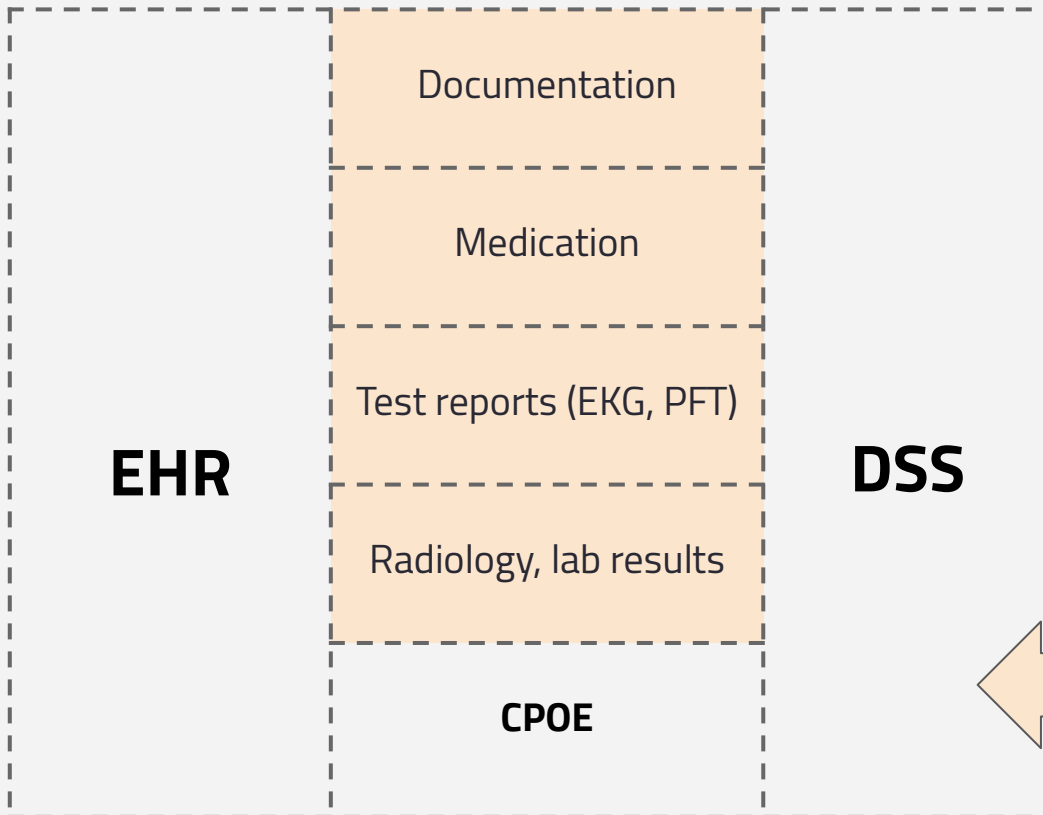 Documentation
Medication
Test reports (EKG, PFT)
EHR
DSS
Radiology, lab results
CPOE